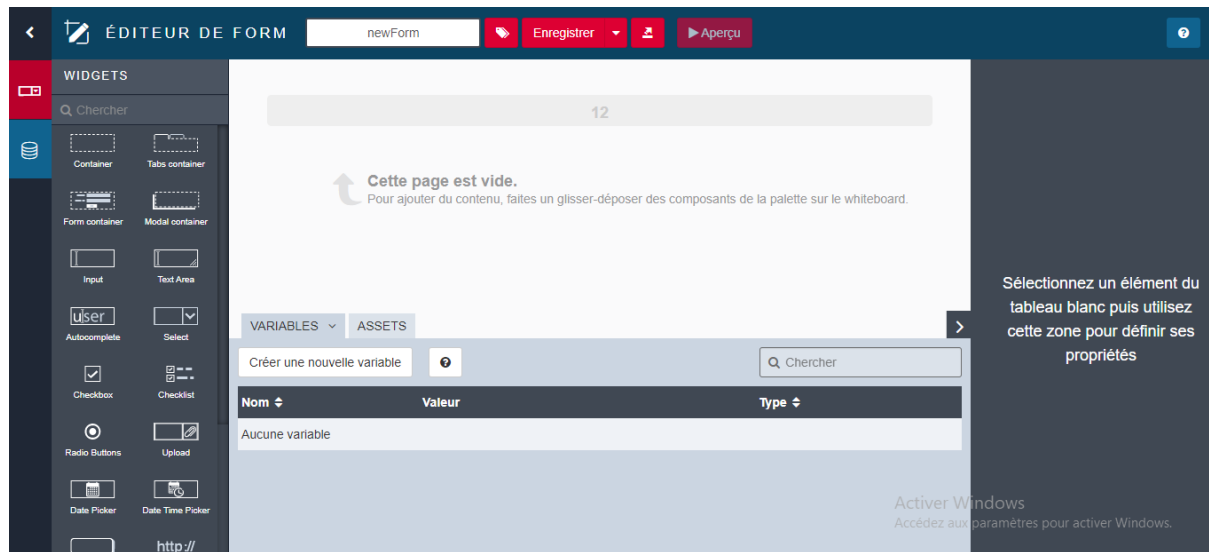 ÉDITEUR DE FORM
newForm
Enregistrer
Aperçu
WIDGETS
Chercher
Container
Tabs container
Form container
Modal container
Input
Text Area
user
Autocomplete
Select
Checkbox
Checklist
Radio Buttons
Upload
Date Picker
Date Time Picker
http://
12
Cette page est vide.
Pour ajouter du contenu, faites un glisser-déposer des composants de la palette sur le whiteboard.
VARIABLES
ASSETS
Créer une nouvelle variable
Chercher
Nom
Valeur
Type
Aucune variable
Sélectionnez un élément du
tableau blanc puis utilisez
cette zone pour définir ses
propriétés
Activer Windows
Accédez aux paramètres pour activer Windows.